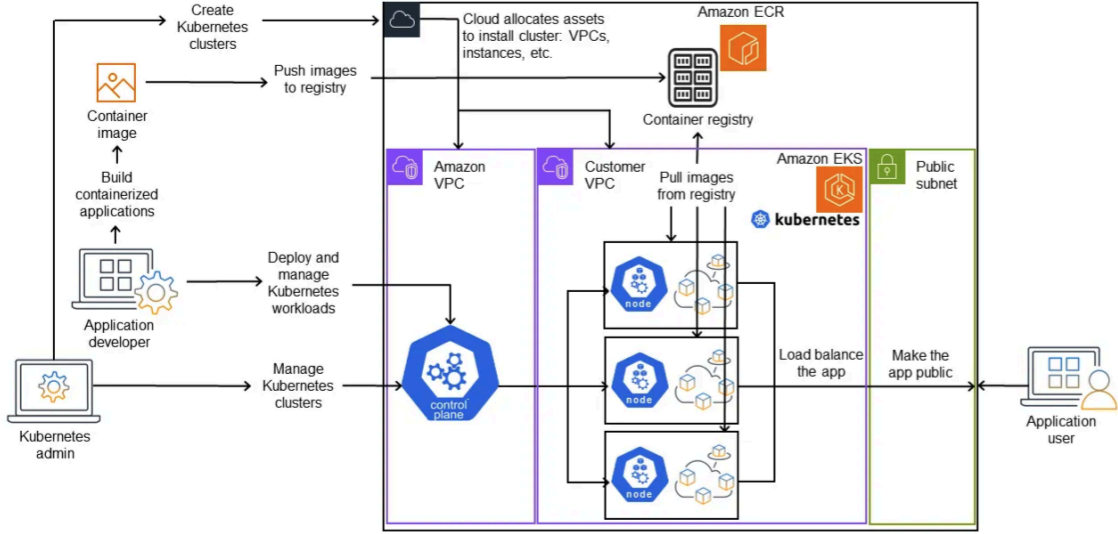 Create
Kubernetes
clusters
Cloud allocates assets
to install cluster: VPCs,
instances, etc.
Amazon ECR
Push images
to registry
Container
image
Container registry
Amazon
VPC
Customer
VPC
Amazon EKS
Public
subnet
Pull images
from registry
kubernetes
Build
containerized
applications
Deploy and
manage
Kubernetes
workloads
Application
developer
node
Manage
Kubernetes
clusters
control
plane
node
Load balance
the app
Make the
app public
Kubernetes
admin
Application
user
node